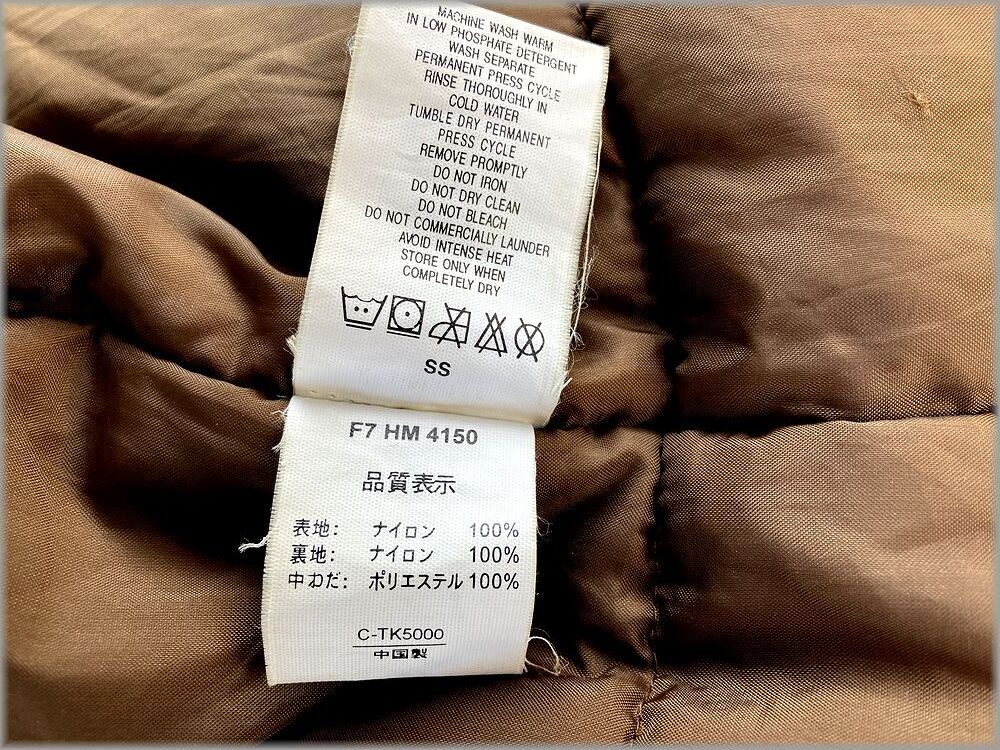 MACHINE WASH WARM
IN LOW PHOSPHATE DETERGENT
WASH SEPARATE
PERMANENT PRESS CYCLE
RINSE THOROUGHLY IN
COLD WATER
TUMBLE DRY PERMANENT
PRESS CYCLE
REMOVE PROMPTLY
DO NOT IRON
DO NOT DRY CLEAN
DO NOT BLEACH
DO NOT COMMERCIALLY LAUNDER
AVOID INTENSE HEAT
STORE ONLY WHEN
COMPLETELY DRY
SS
F7 HM 4150
品質表示
表地: ナイロン 100%
裏地: ナイロン 100%
中わだ: ポリエステル 100%
C-TK5000
中国製